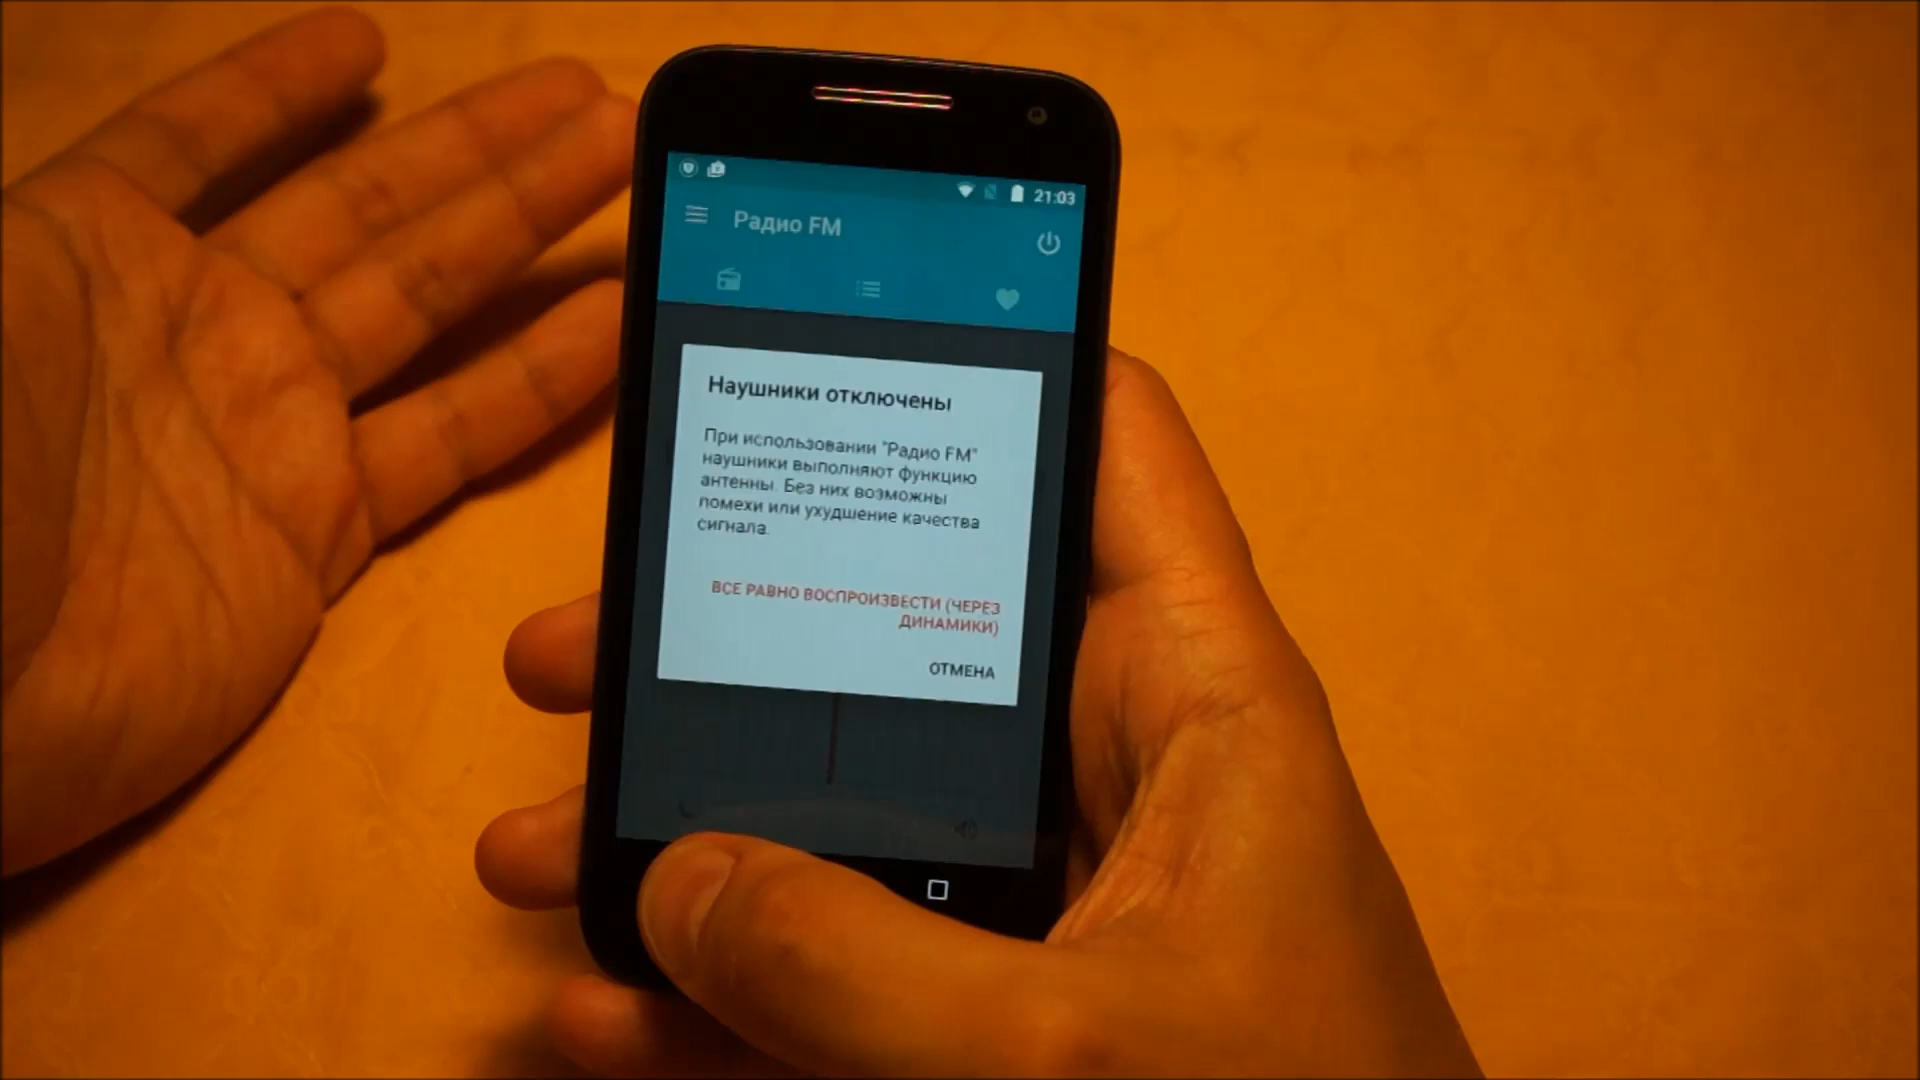 21:03
Радио FM
Наушники отключены
При использовании "Радио FM"
наушники выполняют функцию
антенны. Без них возможны
помехи или ухудшение качества
сигнала.
ВСЕ РАВНО ВОСПРОИЗВЕСТИ (ЧЕРЕЗ
ДИНАМИКИ)
ОТМЕНА